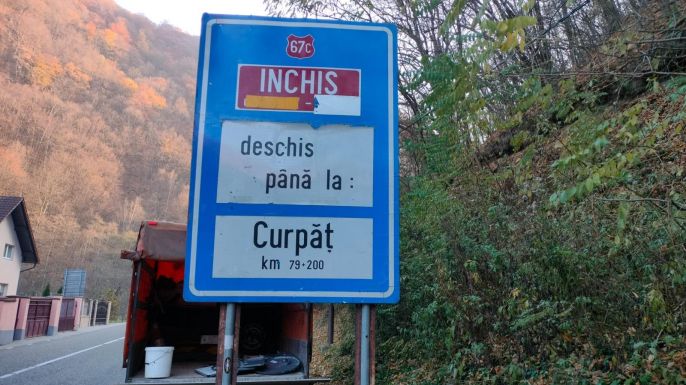 67C
INCHIS
-
deschis
până la :
Curpăț
km 79+200